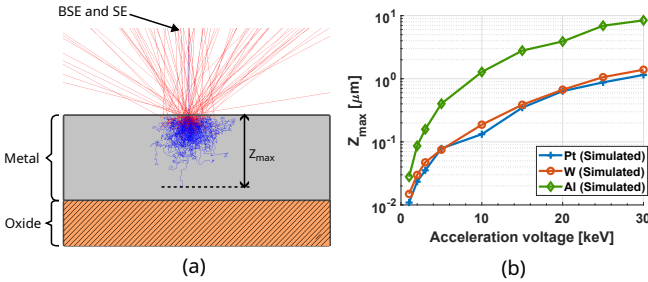 BSE and SE
Metal
Z_max
Oxide
(a)
Z_max [μm]
10^1
10^0
10^-1
10^-2
Pt (Simulated)
W (Simulated)
Al (Simulated)
0 10 20 30
Acceleration voltage [keV]
(b)